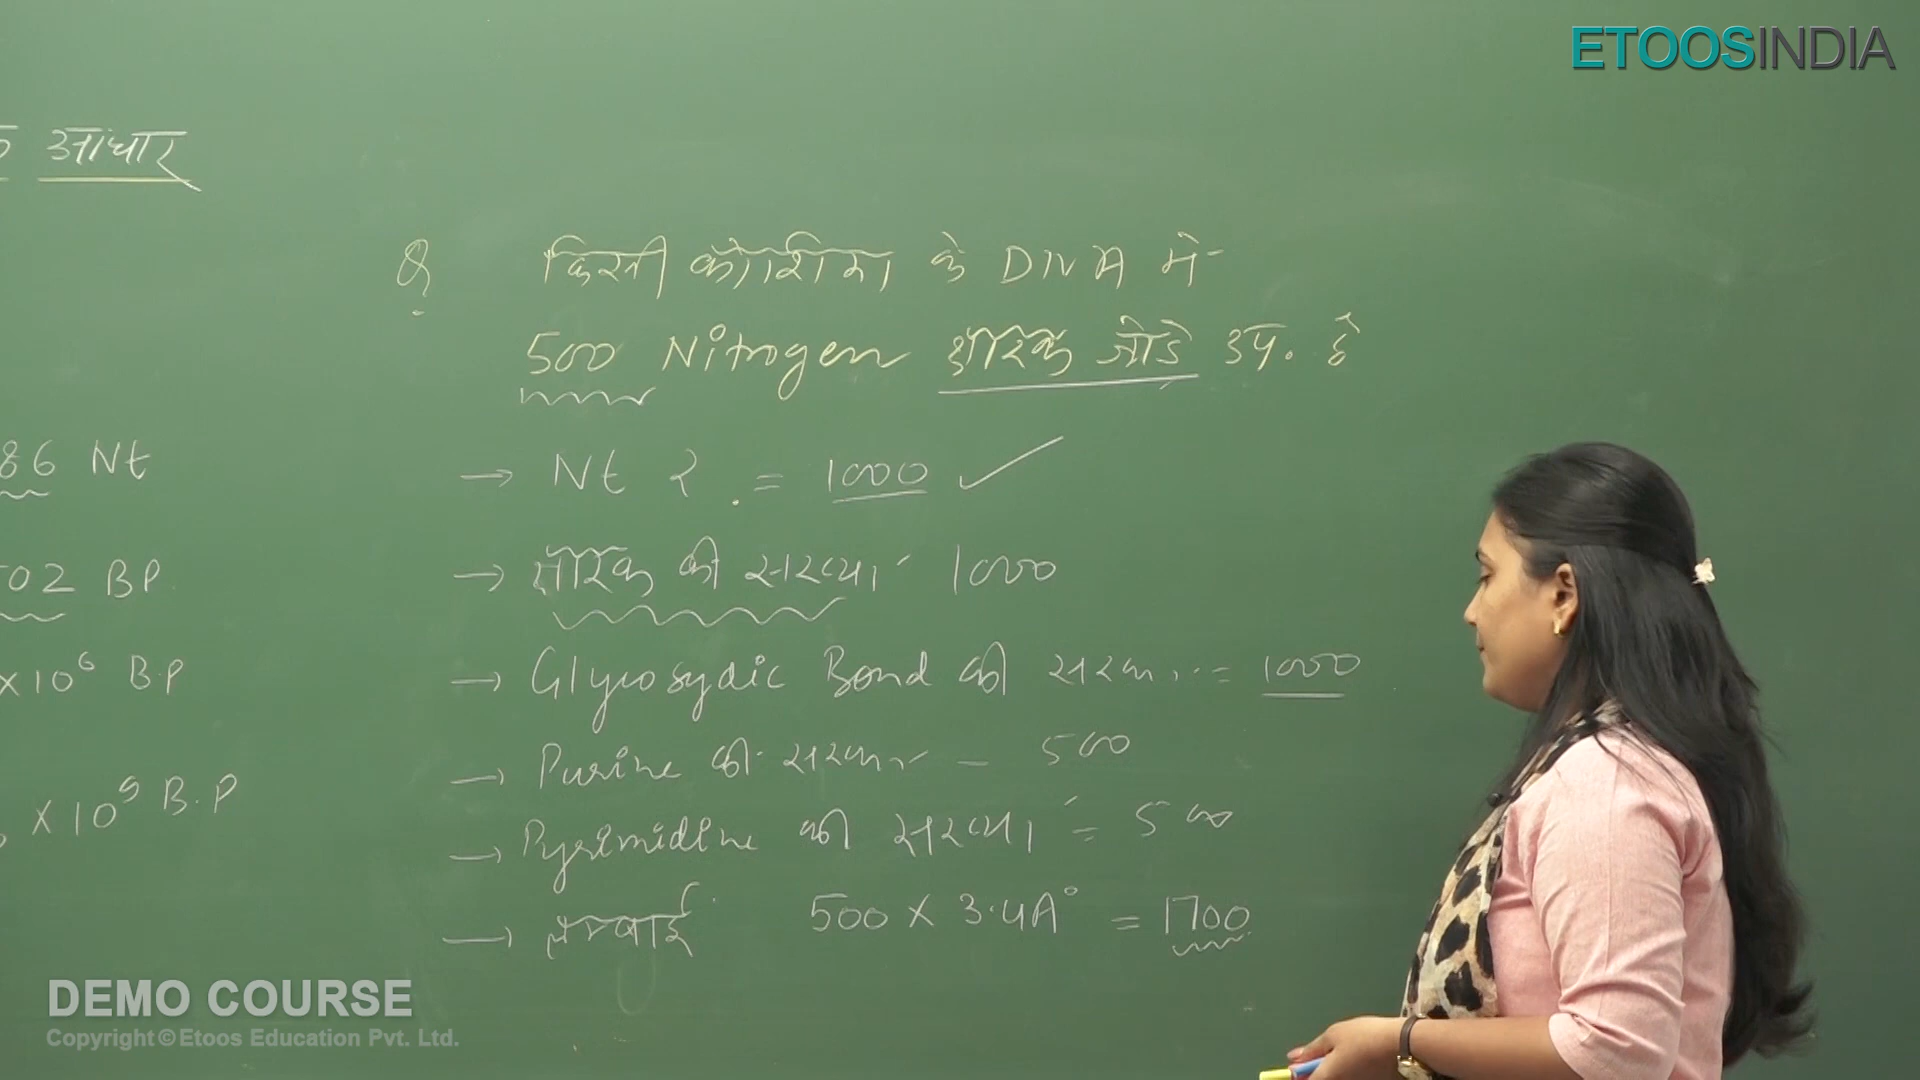 ETOOSINDIA
आधार
Q. किसी कोशिका के DNA में
500 Nitrogen क्षारक जोडे उप. है
→ Nt ? . = 1000 ✓
→ क्षारक की संख्या 1000
→ Glycosydic Bond की संख्या = 1000
→ Purine की संख्या - 500
→ Pyrimidine की संख्या = 500
→ लम्बाई 500 X 3.4A° = 1700
86 Nt
02 BP
X10⁶ B.P
X 10⁹ B.P
DEMO COURSE
Copyright © Etoos Education Pvt. Ltd.